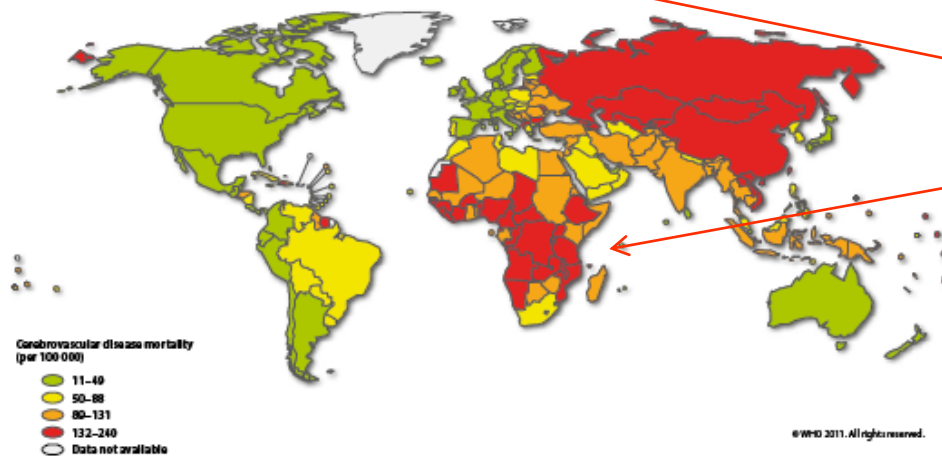 Cerebrovascular disease mortality
(per 100 000)
11–49
50–88
89–131
132–240
Data not available
© WHO 2011. All rights reserved.